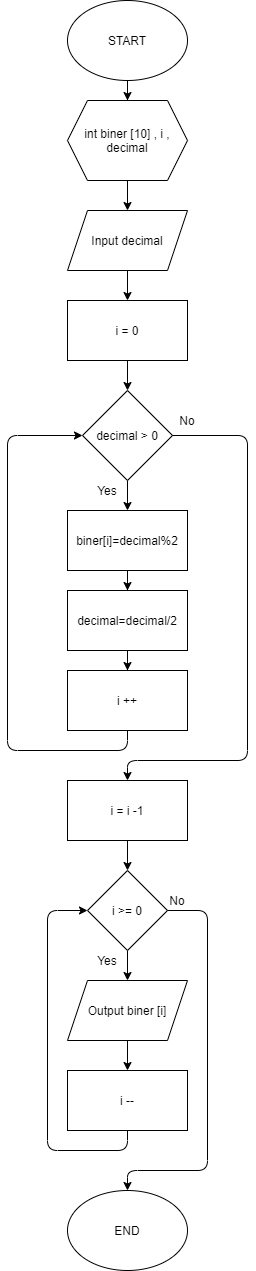 START
int biner [10] , i ,
decimal
Input decimal
i = 0
decimal > 0
No
Yes
biner[i]=decimal%2
decimal=decimal/2
i ++
i = i -1
i >= 0
No
Yes
Output biner [i]
i --
END